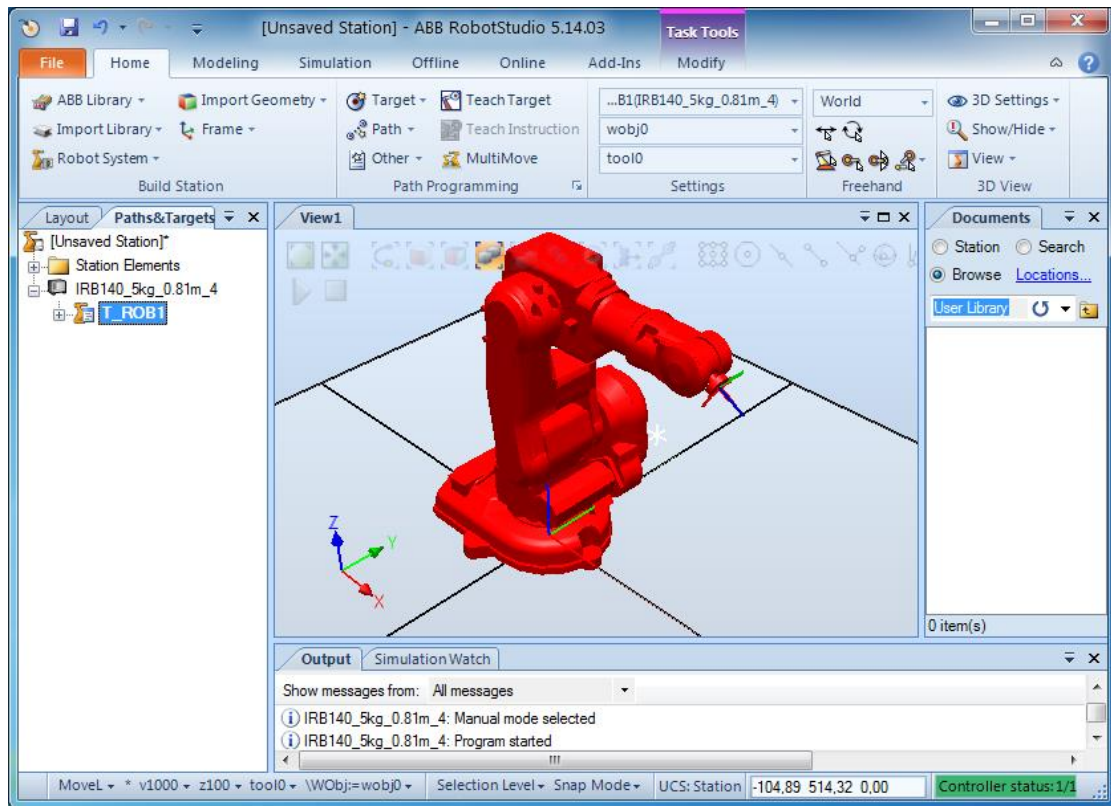 [Unsaved Station] - ABB RobotStudio 5.14.03
Task Tools
File Home Modeling Simulation Offline Online Add-Ins Modify
ABB Library
Import Library
Robot System
Import Geometry
Frame
Build Station
Target
Path
Other
Teach Target
Teach Instruction
MultiMove
Path Programming
...B1(IRB140_5kg_0.81m_4)
wobj0
tool0
Settings
World
Freehand
3D Settings
Show/Hide
View
3D View
Layout Paths&Targets
[Unsaved Station]*
Station Elements
IRB140_5kg_0.81m_4
T_ROB1
View1
Z
Y
X
Documents
Station Search
Browse Locations...
User Library
0 item(s)
Output Simulation Watch
Show messages from: All messages
IRB140_5kg_0.81m_4: Manual mode selected
IRB140_5kg_0.81m_4: Program started
MoveL * v1000 z100 tool0 \WObj:=wobj0 Selection Level Snap Mode UCS: Station -104,89 514,32 0,00 Controller status: 1/1